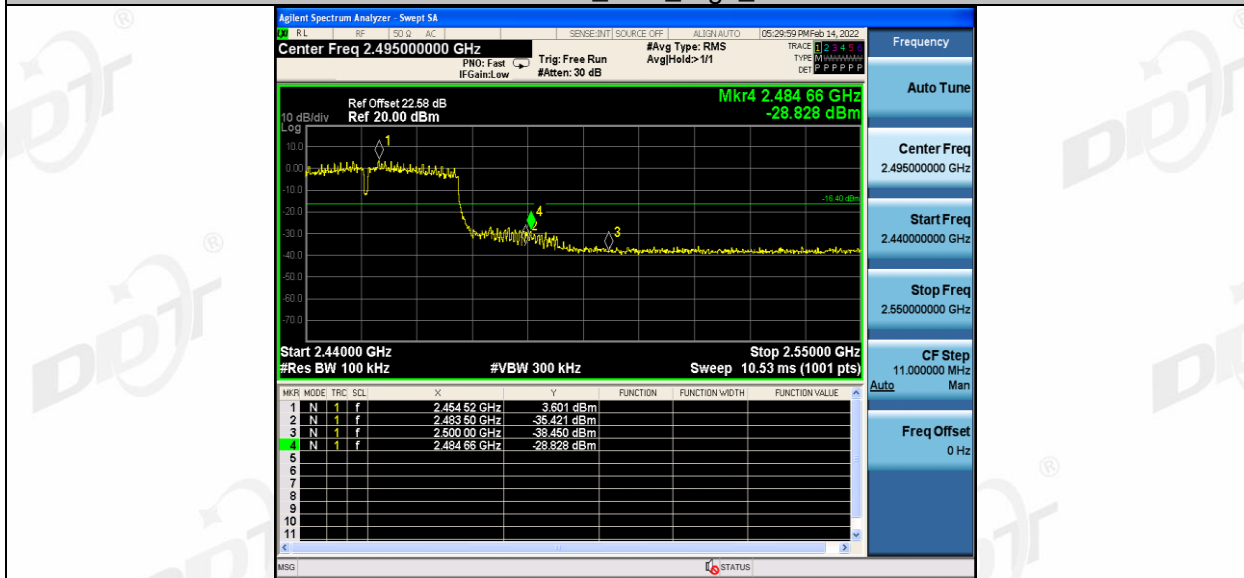 Agilent Spectrum Analyzer - Swept SA
RL RF 50 Ω AC SENSE:INT SOURCE OFF ALIGN AUTO 05:29:59 PM Feb 14, 2022
Center Freq 2.495000000 GHz #Avg Type: RMS TRACE 1 2 3 4 5 6
PNO: Fast Trig: Free Run Avg|Hold:>1/1 TYPE M
IFGain:Low #Atten: 30 dB DET P P P P P P
Frequency
Auto Tune
Center Freq
2.495000000 GHz
Start Freq
2.440000000 GHz
Stop Freq
2.550000000 GHz
CF Step
11.000000 MHz
Auto Man
Freq Offset
0 Hz
Mkr4 2.484 66 GHz
-28.828 dBm
Ref Offset 22.58 dB
10 dB/div Ref 20.00 dBm
Log
10.0
0.00
-10.0
-20.0
-30.0
-40.0
-50.0
-60.0
-70.0
1
-16.40 dBm
4
2
3
Start 2.44000 GHz Stop 2.55000 GHz
#Res BW 100 kHz #VBW 300 kHz Sweep 10.53 ms (1001 pts)
MKR MODE TRC SCL X Y FUNCTION FUNCTION WIDTH FUNCTION VALUE
1 N 1 f 2.454 52 GHz 3.601 dBm
2 N 1 f 2.483 50 GHz -35.421 dBm
3 N 1 f 2.500 00 GHz -38.450 dBm
4 N 1 f 2.484 66 GHz -28.828 dBm
5
6
7
8
9
10
11
MSG STATUS
DDT ®